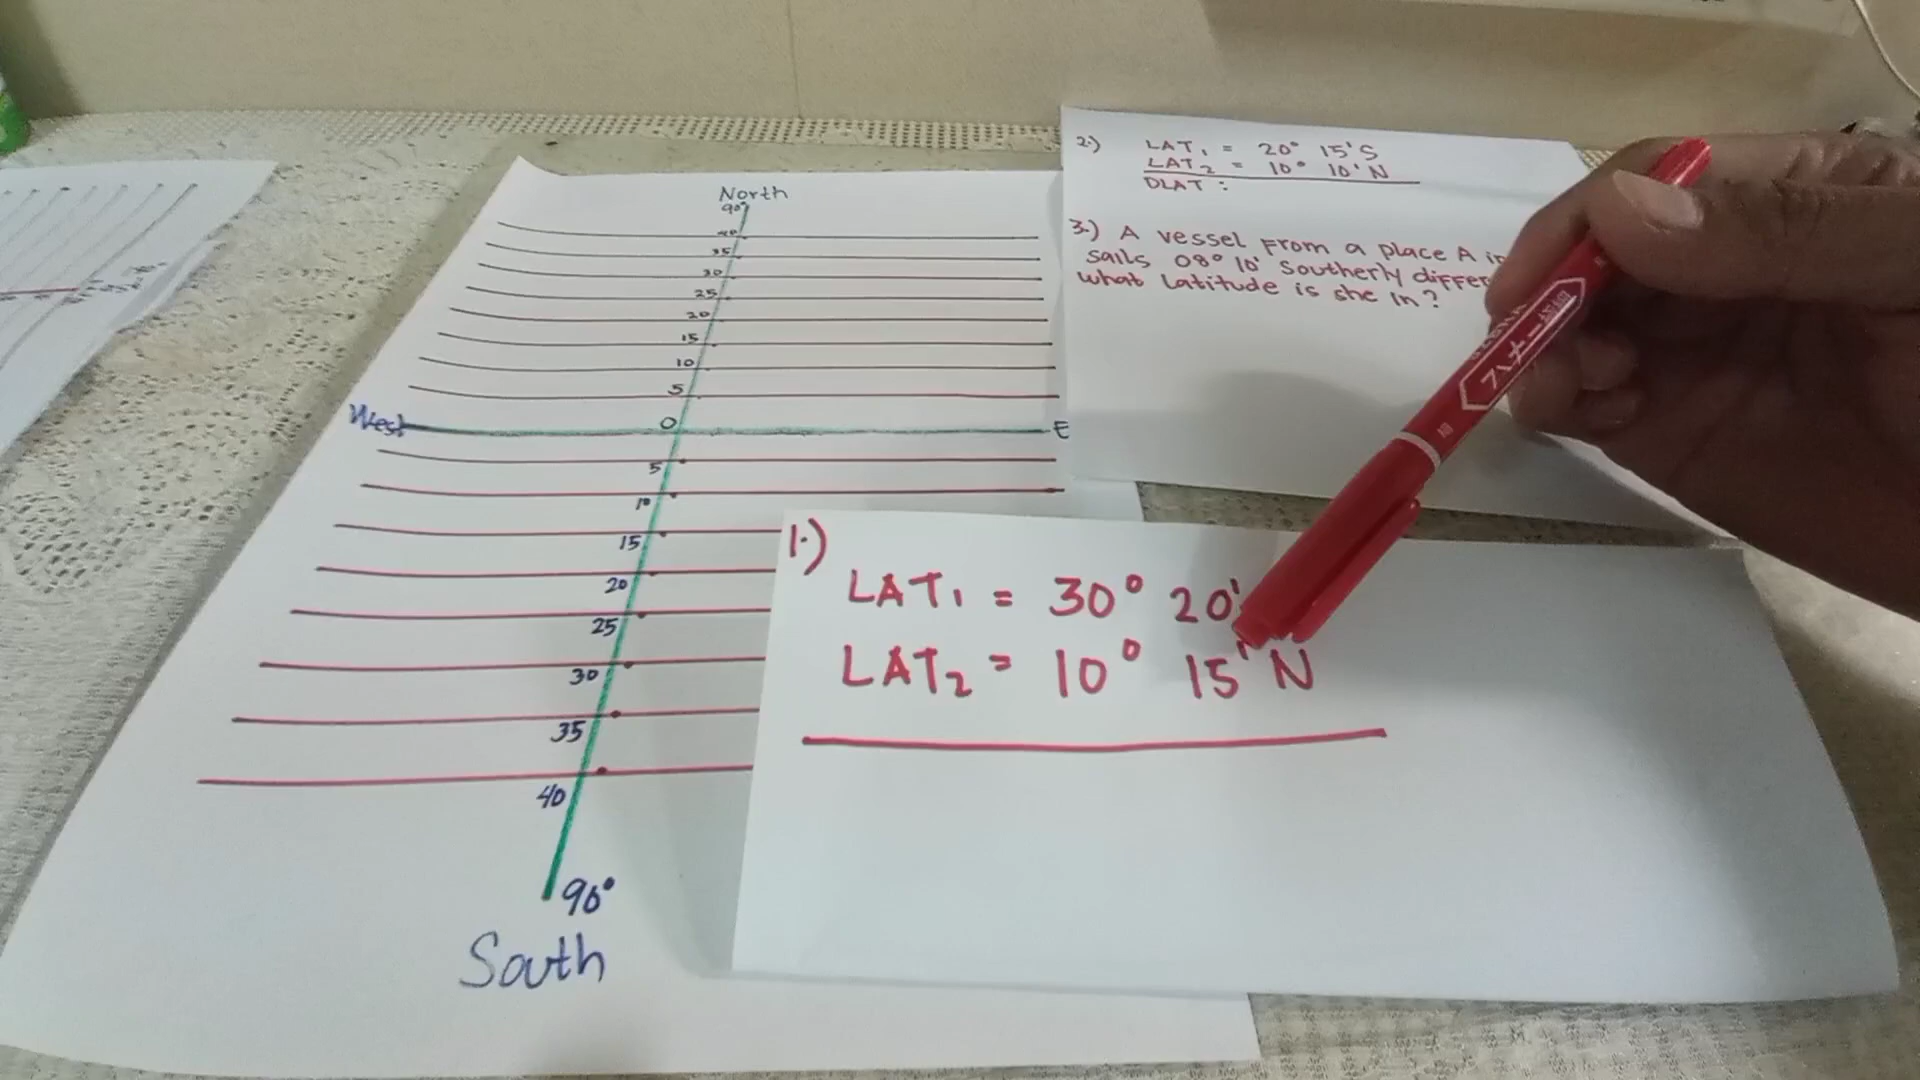 North
90°
40
35
30
25
20
15
10
5
West
0
E
5
10
15
20
25
30
35
40
90°
South
2.) LAT₁ = 20° 15' S
LAT₂ = 10° 10' N
DLAT :
3.) A vessel from a place A in
sails 08° 10' Southerly
what Latitude is she in?
1.)
LAT₁ = 30° 20'
LAT₂ = 10° 15' N